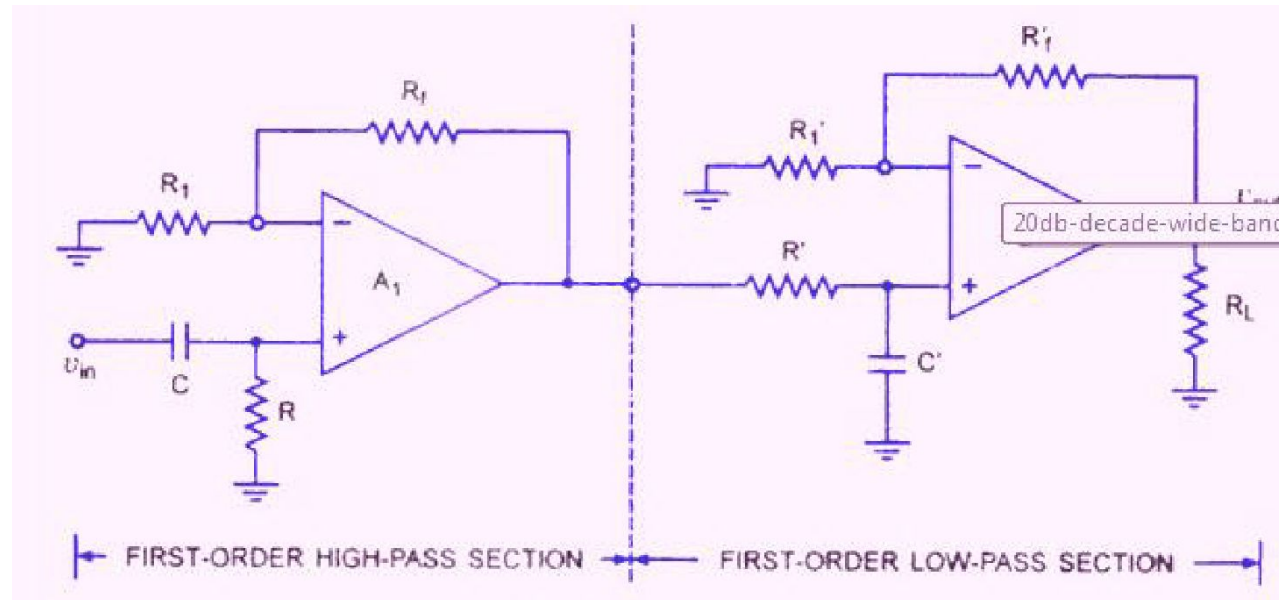 R'f
Rf
R1'
R1
20db-decade-wide-band
R'
A1
RL
υin
C
C'
R
FIRST-ORDER HIGH-PASS SECTION
FIRST-ORDER LOW-PASS SECTION